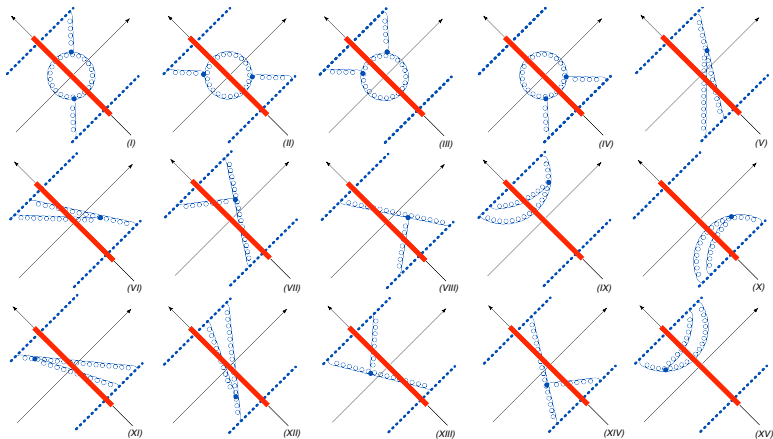 (I) (II) (III) (IV) (V)
(VI) (VII) (VIII) (IX) (X)
(XI) (XII) (XIII) (XIV) (XV)